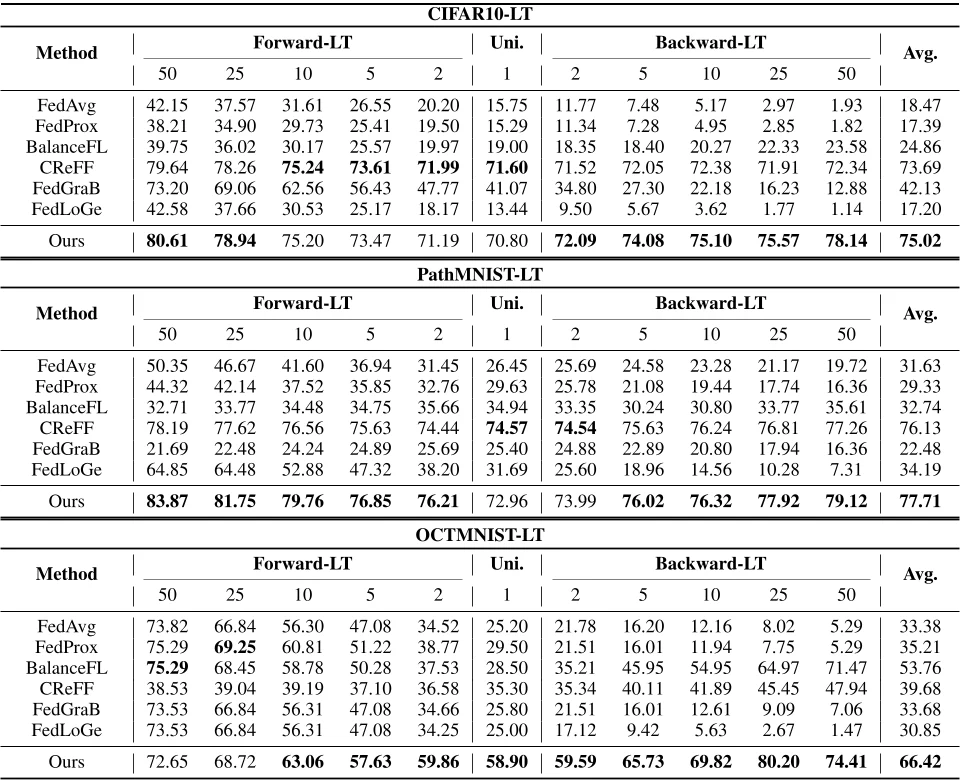 CIFAR10-LT
Method Forward-LT Uni. Backward-LT Avg.
50 25 10 5 2 1 2 5 10 25 50
FedAvg 42.15 37.57 31.61 26.55 20.20 15.75 11.77 7.48 5.17 2.97 1.93 18.47
FedProx 38.21 34.90 29.73 25.41 19.50 15.29 11.34 7.28 4.95 2.85 1.82 17.39
BalanceFL 39.75 36.02 30.17 25.57 19.97 19.00 18.35 18.40 20.27 22.33 23.58 24.86
CReFF 79.64 78.26 75.24 73.61 71.99 71.60 71.52 72.05 72.38 71.91 72.34 73.69
FedGraB 73.20 69.06 62.56 56.43 47.77 41.07 34.80 27.30 22.18 16.23 12.88 42.13
FedLoGe 42.58 37.66 30.53 25.17 18.17 13.44 9.50 5.67 3.62 1.77 1.14 17.20
Ours 80.61 78.94 75.20 73.47 71.19 70.80 72.09 74.08 75.10 75.57 78.14 75.02
PathMNIST-LT
Method Forward-LT Uni. Backward-LT Avg.
50 25 10 5 2 1 2 5 10 25 50
FedAvg 50.35 46.67 41.60 36.94 31.45 26.45 25.69 24.58 23.28 21.17 19.72 31.63
FedProx 44.32 42.14 37.52 35.85 32.76 29.63 25.78 21.08 19.44 17.74 16.36 29.33
BalanceFL 32.71 33.77 34.48 34.75 35.66 34.94 33.35 30.24 30.80 33.77 35.61 32.74
CReFF 78.19 77.62 76.56 75.63 74.44 74.57 74.54 75.63 76.24 76.81 77.26 76.13
FedGraB 21.69 22.48 24.24 24.89 25.69 25.40 24.88 22.89 20.80 17.94 16.36 22.48
FedLoGe 64.85 64.48 52.88 47.32 38.20 31.69 25.60 18.96 14.56 10.28 7.31 34.19
Ours 83.87 81.75 79.76 76.85 76.21 72.96 73.99 76.02 76.32 77.92 79.12 77.71
OCTMNIST-LT
Method Forward-LT Uni. Backward-LT Avg.
50 25 10 5 2 1 2 5 10 25 50
FedAvg 73.82 66.84 56.30 47.08 34.52 25.20 21.78 16.20 12.16 8.02 5.29 33.38
FedProx 75.29 69.25 60.81 51.22 38.77 29.50 21.51 16.01 11.94 7.75 5.29 35.21
BalanceFL 75.29 68.45 58.78 50.28 37.53 28.50 35.21 45.95 54.95 64.97 71.47 53.76
CReFF 38.53 39.04 39.19 37.10 36.58 35.30 35.34 40.11 41.89 45.45 47.94 39.68
FedGraB 73.53 66.84 56.31 47.08 34.66 25.80 21.51 16.01 12.61 9.09 7.06 33.68
FedLoGe 73.53 66.84 56.31 47.08 34.25 25.00 17.12 9.42 5.63 2.67 1.47 30.85
Ours 72.65 68.72 63.06 57.63 59.86 58.90 59.59 65.73 69.82 80.20 74.41 66.42